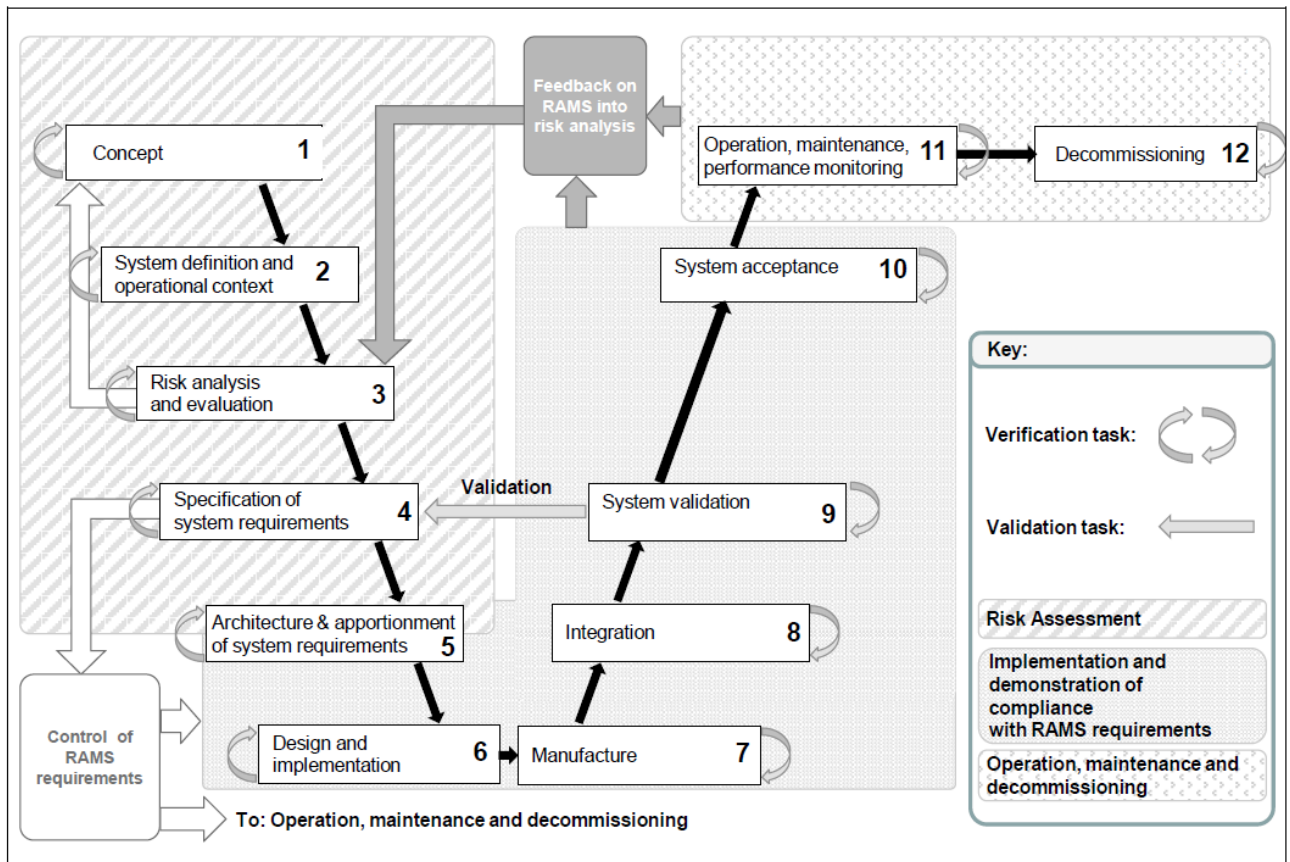 Feedback on
RAMS into
risk analysis
Concept 1
Operation, maintenance,
performance monitoring 11
Decommissioning 12
System definition and
operational context 2
System acceptance 10
Risk analysis
and evaluation 3
Key:
Verification task:
Validation
Specification of
system requirements 4
System validation 9
Validation task:
Architecture & apportionment
of system requirements 5
Integration 8
Risk Assessment
Implementation and
demonstration of
compliance
with RAMS requirements
Control of
RAMS
requirements
Design and
implementation 6
Manufacture 7
Operation, maintenance and
decommissioning
To: Operation, maintenance and decommissioning